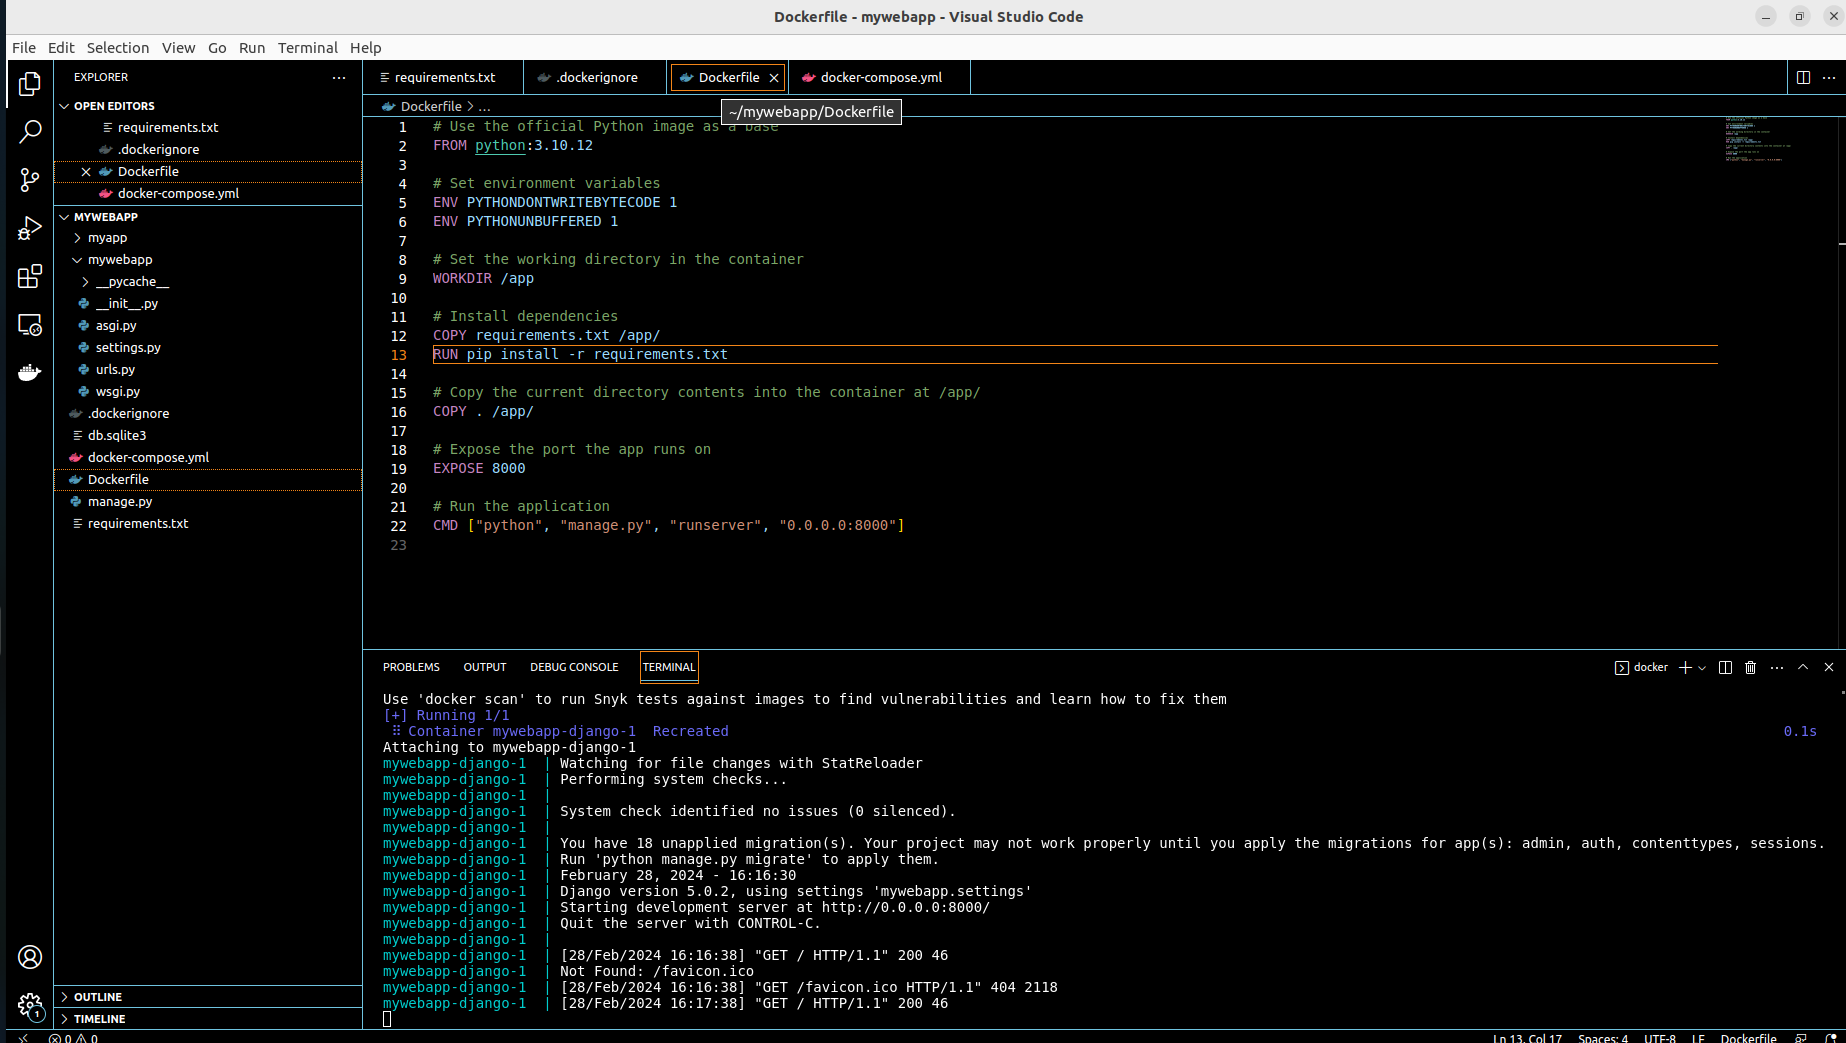 Dockerfile - mywebapp - Visual Studio Code
File Edit Selection View Go Run Terminal Help
EXPLORER
OPEN EDITORS
requirements.txt
.dockerignore
Dockerfile
docker-compose.yml
MYWEBAPP
myapp
mywebapp
__pycache__
__init__.py
asgi.py
settings.py
urls.py
wsgi.py
.dockerignore
db.sqlite3
docker-compose.yml
Dockerfile
manage.py
requirements.txt
OUTLINE
TIMELINE
requirements.txt .dockerignore Dockerfile docker-compose.yml
Dockerfile > ...
~/mywebapp/Dockerfile
1 # Use the official Python image as a base
2 FROM python:3.10.12
3
4 # Set environment variables
5 ENV PYTHONDONTWRITEBYTECODE 1
6 ENV PYTHONUNBUFFERED 1
7
8 # Set the working directory in the container
9 WORKDIR /app
10
11 # Install dependencies
12 COPY requirements.txt /app/
13 RUN pip install -r requirements.txt
14
15 # Copy the current directory contents into the container at /app/
16 COPY . /app/
17
18 # Expose the port the app runs on
19 EXPOSE 8000
20
21 # Run the application
22 CMD ["python", "manage.py", "runserver", "0.0.0.0:8000"]
23
PROBLEMS OUTPUT DEBUG CONSOLE TERMINAL
docker
Use 'docker scan' to run Snyk tests against images to find vulnerabilities and learn how to fix them
[+] Running 1/1
⠿ Container mywebapp-django-1 Recreated 0.1s
Attaching to mywebapp-django-1
mywebapp-django-1 | Watching for file changes with StatReloader
mywebapp-django-1 | Performing system checks...
mywebapp-django-1 |
mywebapp-django-1 | System check identified no issues (0 silenced).
mywebapp-django-1 |
mywebapp-django-1 | You have 18 unapplied migration(s). Your project may not work properly until you apply the migrations for app(s): admin, auth, contenttypes, sessions.
mywebapp-django-1 | Run 'python manage.py migrate' to apply them.
mywebapp-django-1 | February 28, 2024 - 16:16:30
mywebapp-django-1 | Django version 5.0.2, using settings 'mywebapp.settings'
mywebapp-django-1 | Starting development server at http://0.0.0.0:8000/
mywebapp-django-1 | Quit the server with CONTROL-C.
mywebapp-django-1 |
mywebapp-django-1 | [28/Feb/2024 16:16:38] "GET / HTTP/1.1" 200 46
mywebapp-django-1 | Not Found: /favicon.ico
mywebapp-django-1 | [28/Feb/2024 16:16:38] "GET /favicon.ico HTTP/1.1" 404 2118
mywebapp-django-1 | [28/Feb/2024 16:17:38] "GET / HTTP/1.1" 200 46
1
0 0 Ln 13, Col 17 Spaces: 4 UTF-8 LF Dockerfile